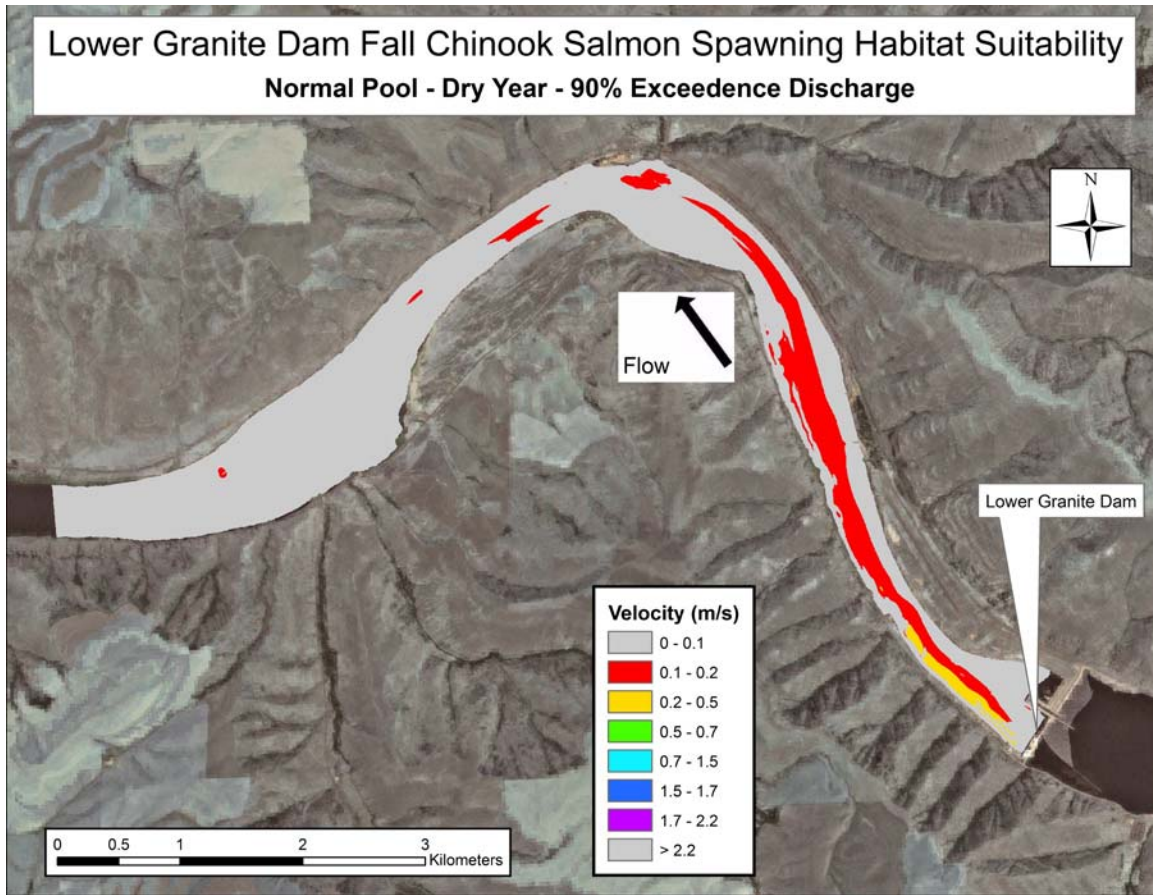 Lower Granite Dam Fall Chinook Salmon Spawning Habitat Suitability
Normal Pool - Dry Year - 90% Exceedence Discharge
N
Flow
Lower Granite Dam
Velocity (m/s)
0 - 0.1
0.1 - 0.2
0.2 - 0.5
0.5 - 0.7
0.7 - 1.5
1.5 - 1.7
1.7 - 2.2
> 2.2
0 0.5 1 2 3
Kilometers